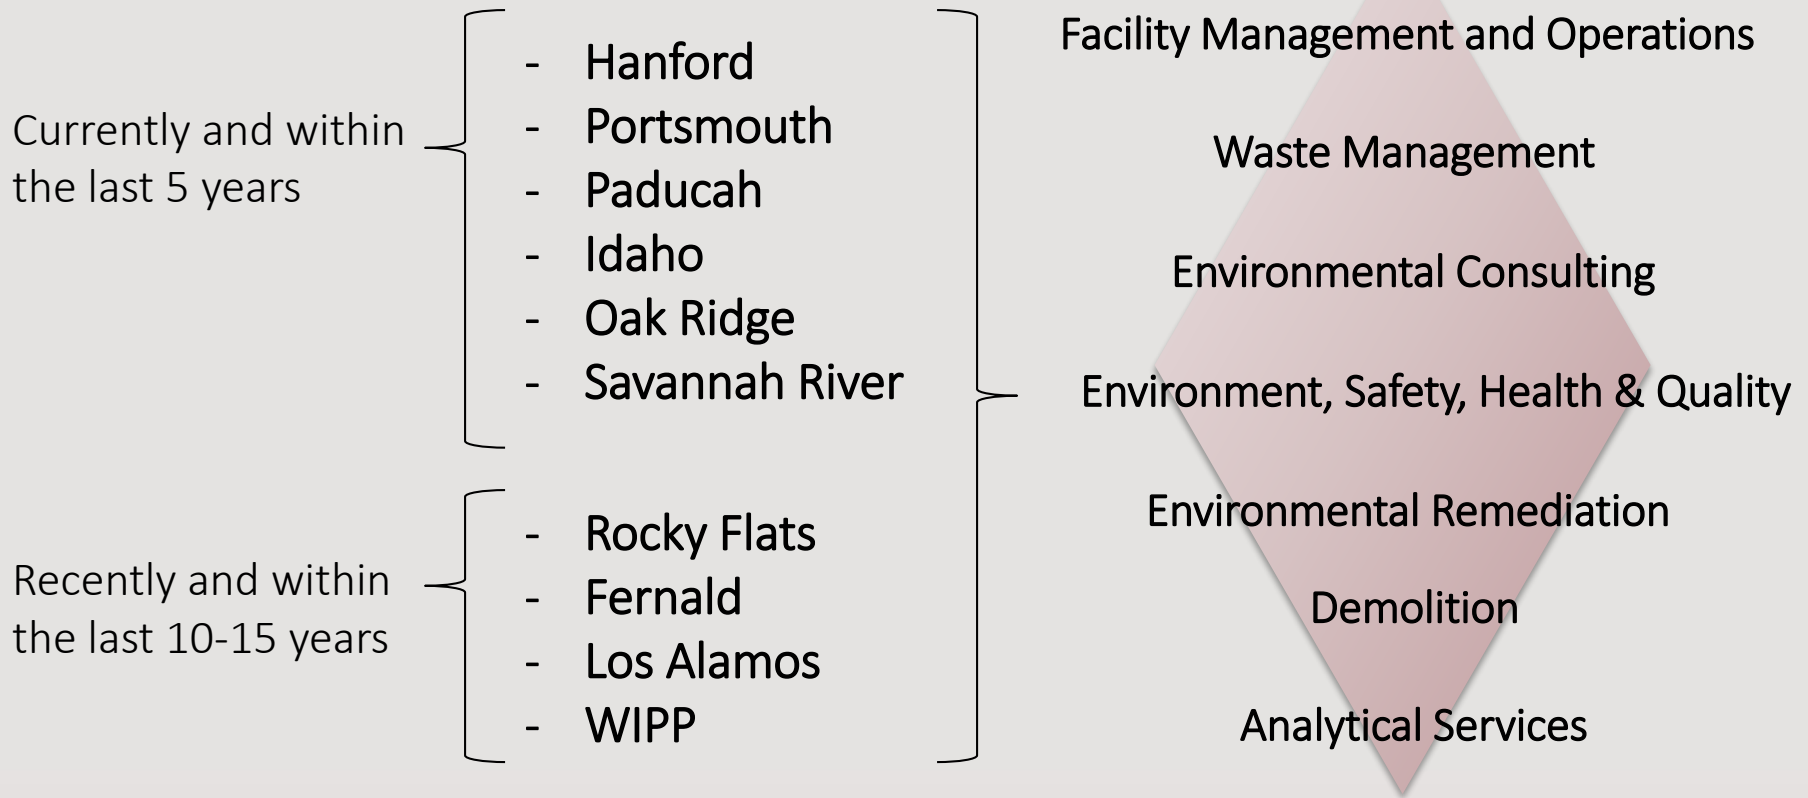 Currently and within
the last 5 years
- Hanford
- Portsmouth
- Paducah
- Idaho
- Oak Ridge
- Savannah River
Recently and within
the last 10-15 years
- Rocky Flats
- Fernald
- Los Alamos
- WIPP
Facility Management and Operations
Waste Management
Environmental Consulting
Environment, Safety, Health & Quality
Environmental Remediation
Demolition
Analytical Services